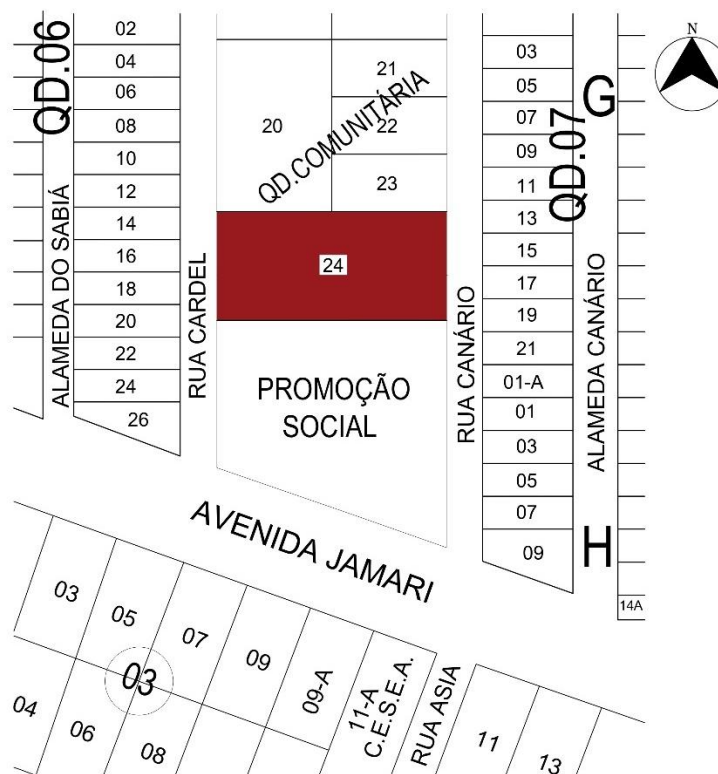 N
QD.06
02
04
06
08
10
12
14
16
18
20
22
24
26
ALAMEDA DO SABIÁ
RUA CARDEL
20
21
22
23
QD.COMUNITÁRIA
24
PROMOÇÃO
SOCIAL
RUA CANÁRIO
03
05
07
09
11
13
15
17
19
21
01-A
01
03
05
07
09
QD.07
G
ALAMEDA CANÁRIO
H
14A
AVENIDA JAMARI
03
05
07
09
09-A
11-A
C.E.S.E.A.
RUA ASIA
03
04
06
08
11
13